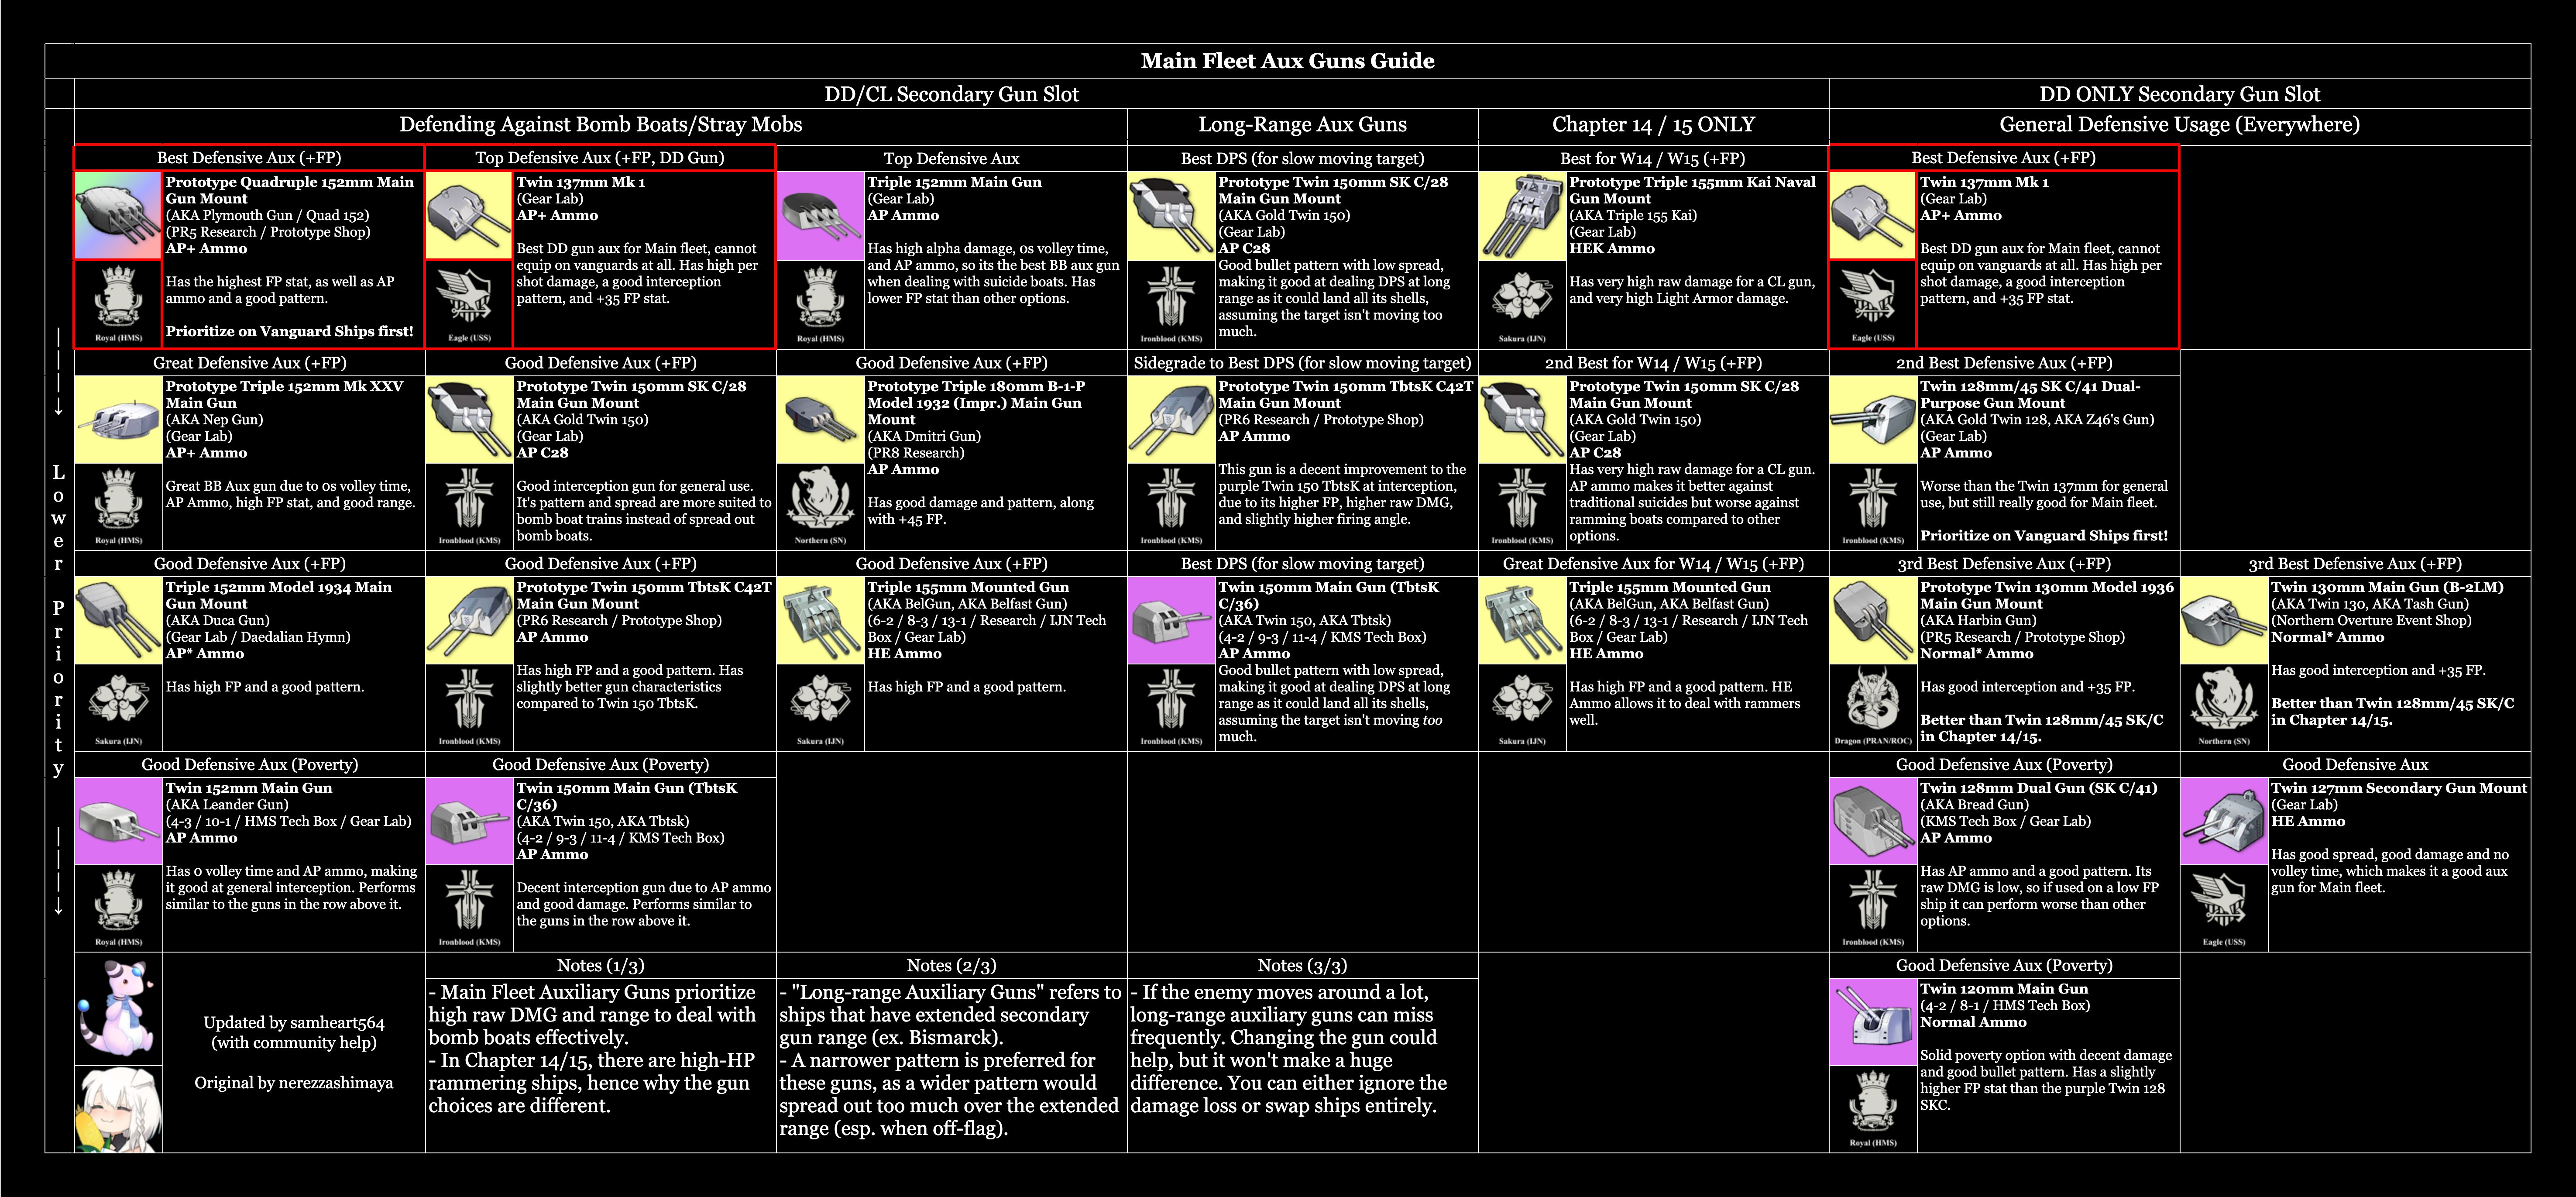 Main Fleet Aux Guns Guide
DD/CL Secondary Gun Slot
DD ONLY Secondary Gun Slot
Defending Against Bomb Boats/Stray Mobs
Long-Range Aux Guns
Chapter 14 / 15 ONLY
General Defensive Usage (Everywhere)
Lower Priority
Best Defensive Aux (+FP)
Prototype Quadruple 152mm Main
Gun Mount
(AKA Plymouth Gun / Quad 152)
(PR5 Research / Prototype Shop)
AP+ Ammo
Has the highest FP stat, as well as AP
ammo and a good pattern.
Prioritize on Vanguard Ships first!
Royal (HMS)
Top Defensive Aux (+FP, DD Gun)
Twin 137mm Mk 1
(Gear Lab)
AP+ Ammo
Best DD gun aux for Main fleet, cannot
equip on vanguards at all. Has high per
shot damage, a good interception
pattern, and +35 FP stat.
Eagle (USS)
Top Defensive Aux
Triple 152mm Main Gun
(Gear Lab)
AP Ammo
Has high alpha damage, 0s volley time,
and AP ammo, so its the best BB aux gun
when dealing with suicide boats. Has
lower FP stat than other options.
Royal (HMS)
Best DPS (for slow moving target)
Prototype Twin 150mm SK C/28
Main Gun Mount
(AKA Gold Twin 150)
(Gear Lab)
AP C28
Good bullet pattern with low spread,
making it good at dealing DPS at long
range as it could land all its shells,
assuming the target isn't moving too
much.
Ironblood (KMS)
Best for W14 / W15 (+FP)
Prototype Triple 155mm Kai Naval
Gun Mount
(AKA Triple 155 Kai)
(Gear Lab)
HEK Ammo
Has very high raw damage for a CL gun,
and very high Light Armor damage.
Sakura (IJN)
Best Defensive Aux (+FP)
Twin 137mm Mk 1
(Gear Lab)
AP+ Ammo
Best DD gun aux for Main fleet, cannot
equip on vanguards at all. Has high per
shot damage, a good interception
pattern, and +35 FP stat.
Eagle (USS)
Great Defensive Aux (+FP)
Prototype Triple 152mm Mk XXV
Main Gun
(AKA Nep Gun)
(Gear Lab)
AP+ Ammo
Great BB Aux gun due to 0s volley time,
AP Ammo, high FP stat, and good range.
Royal (HMS)
Good Defensive Aux (+FP)
Prototype Twin 150mm SK C/28
Main Gun Mount
(AKA Gold Twin 150)
(Gear Lab)
AP C28
Good interception gun for general use.
It's pattern and spread are more suited to
bomb boat trains instead of spread out
bomb boats.
Ironblood (KMS)
Good Defensive Aux (+FP)
Prototype Triple 180mm B-1-P
Model 1932 (Impr.) Main Gun
Mount
(AKA Dmitri Gun)
(PR8 Research)
AP Ammo
Has good damage and pattern, along
with +45 FP.
Northern (SN)
Sidegrade to Best DPS (for slow moving target)
Prototype Twin 150mm TbtsK C42T
Main Gun Mount
(PR6 Research / Prototype Shop)
AP Ammo
This gun is a decent improvement to the
purple Twin 150 TbtsK at interception,
due to its higher FP, higher raw DMG,
and slightly higher firing angle.
Ironblood (KMS)
2nd Best for W14 / W15 (+FP)
Prototype Twin 150mm SK C/28
Main Gun Mount
(AKA Gold Twin 150)
(Gear Lab)
AP C28
Has very high raw damage for a CL gun.
AP ammo makes it better against
traditional suicides but worse against
ramming boats compared to other
options.
Ironblood (KMS)
2nd Best Defensive Aux (+FP)
Twin 128mm/45 SK C/41 Dual-
Purpose Gun Mount
(AKA Gold Twin 128, AKA Z46's Gun)
(Gear Lab)
AP Ammo
Worse than the Twin 137mm for general
use, but still really good for Main fleet.
Prioritize on Vanguard Ships first!
Ironblood (KMS)
Good Defensive Aux (+FP)
Triple 152mm Model 1934 Main
Gun Mount
(AKA Duca Gun)
(Gear Lab / Daedalian Hymn)
AP* Ammo
Has high FP and a good pattern.
Sakura (IJN)
Good Defensive Aux (+FP)
Prototype Twin 150mm TbtsK C42T
Main Gun Mount
(PR6 Research / Prototype Shop)
AP Ammo
Has high FP and a good pattern. Has
slightly better gun characteristics
compared to Twin 150 TbtsK.
Ironblood (KMS)
Good Defensive Aux (+FP)
Triple 155mm Mounted Gun
(AKA BelGun, AKA Belfast Gun)
(6-2 / 8-3 / 13-1 / Research / IJN Tech
Box / Gear Lab)
HE Ammo
Has high FP and a good pattern.
Sakura (IJN)
Best DPS (for slow moving target)
Twin 150mm Main Gun (TbtsK
C/36)
(AKA Twin 150, AKA Tbtsk)
(4-2 / 9-3 / 11-4 / KMS Tech Box)
AP Ammo
Good bullet pattern with low spread,
making it good at dealing DPS at long
range as it could land all its shells,
assuming the target isn't moving too
much.
Ironblood (KMS)
Great Defensive Aux for W14 / W15 (+FP)
Triple 155mm Mounted Gun
(AKA BelGun, AKA Belfast Gun)
(6-2 / 8-3 / 13-1 / Research / IJN Tech
Box / Gear Lab)
HE Ammo
Has high FP and a good pattern. HE
Ammo allows it to deal with rammers
well.
Sakura (IJN)
3rd Best Defensive Aux (+FP)
Prototype Twin 130mm Model 1936
Main Gun Mount
(AKA Harbin Gun)
(PR5 Research / Prototype Shop)
Normal* Ammo
Has good interception and +35 FP.
Better than Twin 128mm/45 SK/C
in Chapter 14/15.
Dragon (PRAN/ROC)
3rd Best Defensive Aux (+FP)
Twin 130mm Main Gun (B-2LM)
(AKA Twin 130, AKA Tash Gun)
(Northern Overture Event Shop)
Normal* Ammo
Has good interception and +35 FP.
Better than Twin 128mm/45 SK/C
in Chapter 14/15.
Northern (SN)
Good Defensive Aux (Poverty)
Twin 152mm Main Gun
(AKA Leander Gun)
(4-3 / 10-1 / HMS Tech Box / Gear Lab)
AP Ammo
Has 0 volley time and AP ammo, making
it good at general interception. Performs
similar to the guns in the row above it.
Royal (HMS)
Good Defensive Aux (Poverty)
Twin 150mm Main Gun (TbtsK
C/36)
(AKA Twin 150, AKA Tbtsk)
(4-2 / 9-3 / 11-4 / KMS Tech Box)
AP Ammo
Decent interception gun due to AP ammo
and good damage. Performs similar to
the guns in the row above it.
Ironblood (KMS)
Good Defensive Aux (Poverty)
Twin 128mm Dual Gun (SK C/41)
(AKA Bread Gun)
(KMS Tech Box / Gear Lab)
AP Ammo
Has AP ammo and a good pattern. Its
raw DMG is low, so if used on a low FP
ship it can perform worse than other
options.
Ironblood (KMS)
Good Defensive Aux
Twin 127mm Secondary Gun Mount
(Gear Lab)
HE Ammo
Has good spread, good damage and no
volley time, which makes it a good aux
gun for Main fleet.
Eagle (USS)
Updated by samheart564
(with community help)
Original by nerezzashimaya
Notes (1/3)
- Main Fleet Auxiliary Guns prioritize
high raw DMG and range to deal with
bomb boats effectively.
- In Chapter 14/15, there are high-HP
rammering ships, hence why the gun
choices are different.
Notes (2/3)
- "Long-range Auxiliary Guns" refers to
ships that have extended secondary
gun range (ex. Bismarck).
- A narrower pattern is preferred for
these guns, as a wider pattern would
spread out too much over the extended
range (esp. when off-flag).
Notes (3/3)
- If the enemy moves around a lot,
long-range auxiliary guns can miss
frequently. Changing the gun could
help, but it won't make a huge
difference. You can either ignore the
damage loss or swap ships entirely.
Good Defensive Aux (Poverty)
Twin 120mm Main Gun
(4-2 / 8-1 / HMS Tech Box)
Normal Ammo
Solid poverty option with decent damage
and good bullet pattern. Has a slightly
higher FP stat than the purple Twin 128
SKC.
Royal (HMS)